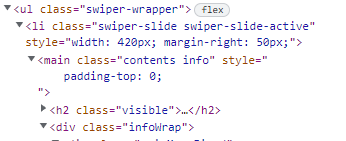 ▼<ul class="swiper-wrapper"> flex
▼<li class="swiper-slide swiper-slide-active"
style="width: 420px; margin-right: 50px;">
▼<main class="contents info" style="
padding-top: 0;
">
▶<h2 class="visible">…</h2>
▼<div class="infoWrap">